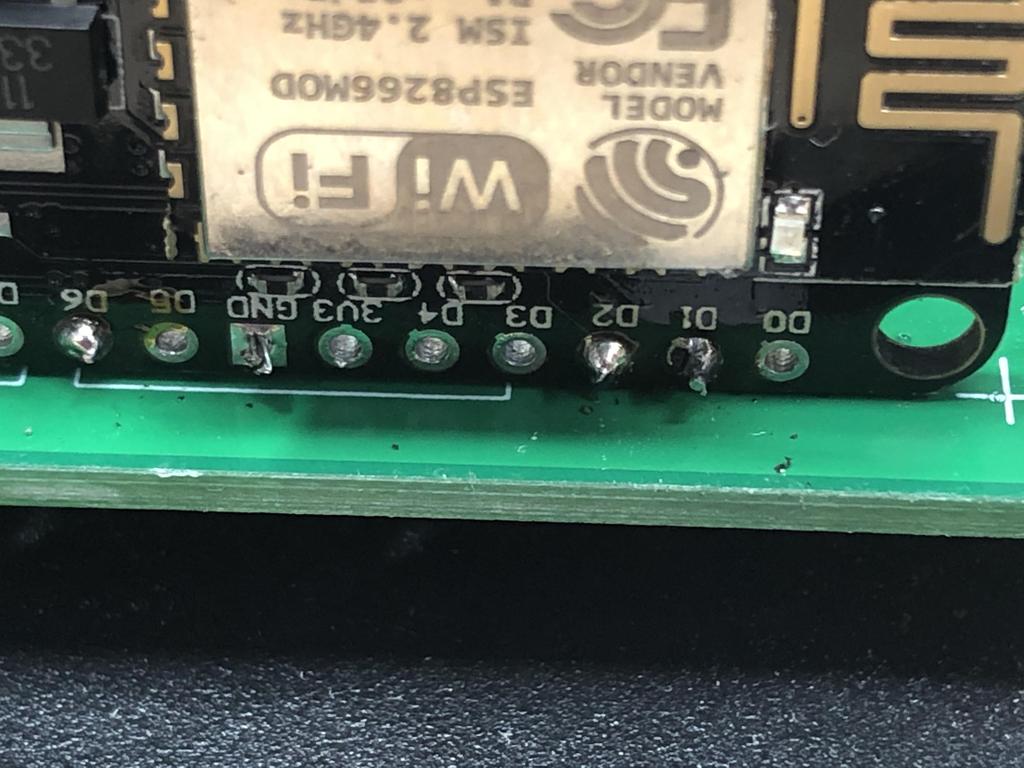 D0 D1 D2 D3 D4 3V3 GND D5 D6
WiFi
MODEL
ESP8266MOD
VENDOR
ISM 2.4GHz